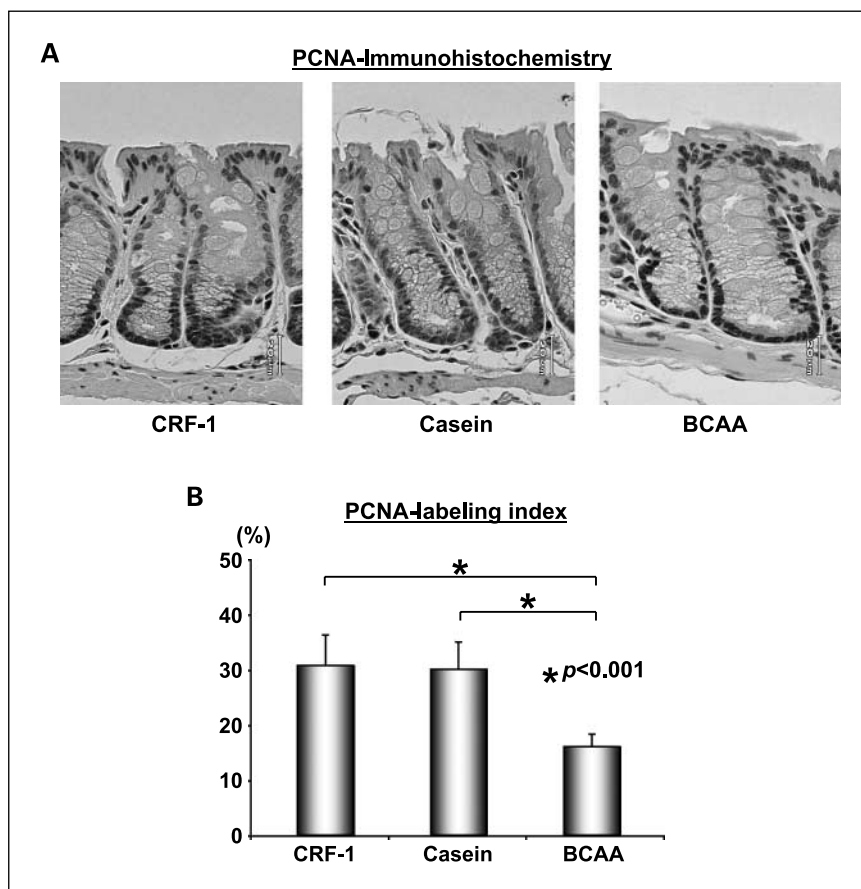 A
PCNA-Immunohistochemistry
CRF-1 Casein BCAA
B
PCNA-labeling index
(%)
50
*
40
*
30
* p<0.001
20
10
0
CRF-1 Casein BCAA